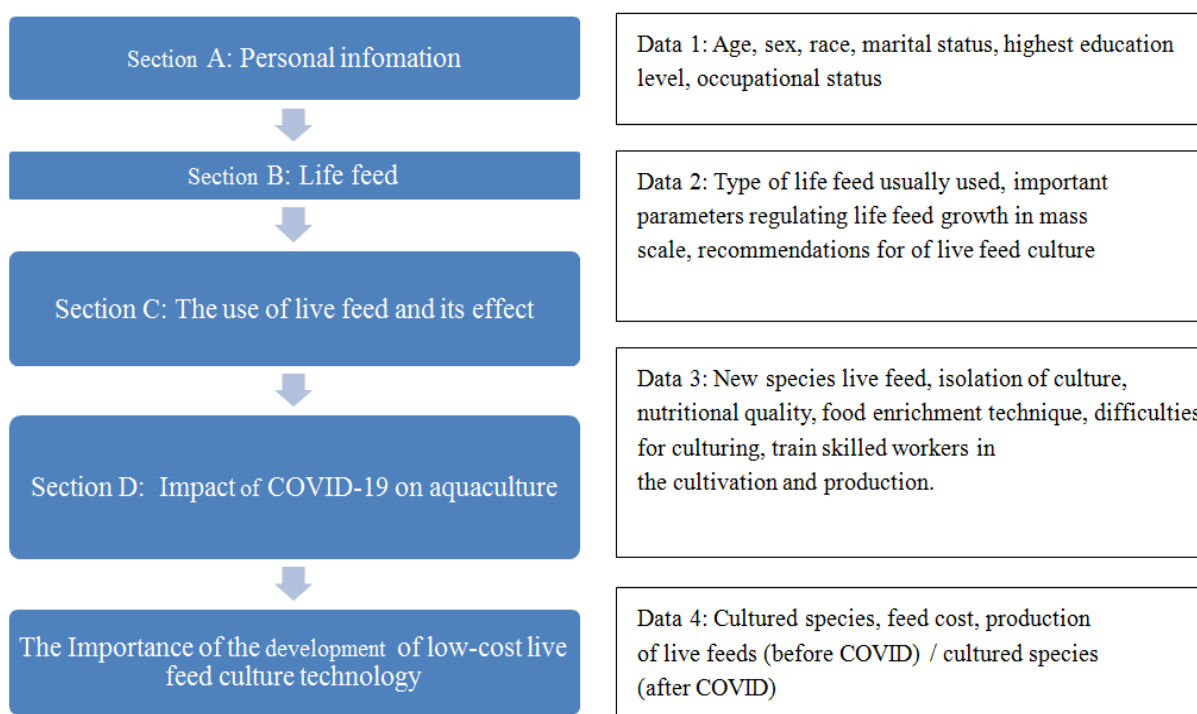 Section A: Personal infomation
Data 1: Age, sex, race, marital status, highest education
level, occupational status
Section B: Life feed
Data 2: Type of life feed usually used, important
parameters regulating life feed growth in mass
scale, recommendations for of live feed culture
Section C: The use of live feed and its effect
Data 3: New species live feed, isolation of culture,
nutritional quality, food enrichment technique, difficulties
for culturing, train skilled workers in
the cultivation and production.
Section D: Impact of COVID-19 on aquaculture
Data 4: Cultured species, feed cost, production
of live feeds (before COVID) / cultured species
(after COVID)
The Importance of the development of low-cost live
feed culture technology